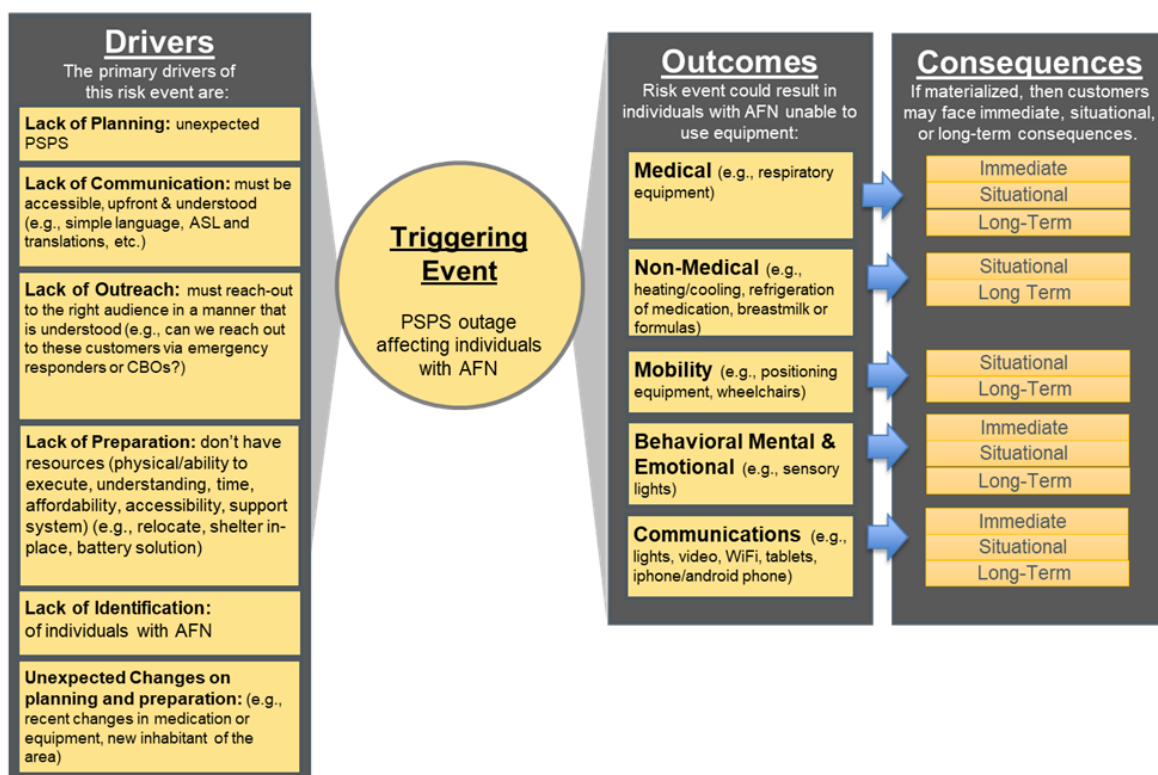 Drivers
The primary drivers of
this risk event are:
Lack of Planning: unexpected
PSPS
Lack of Communication: must be
accessible, upfront & understood
(e.g., simple language, ASL and
translations, etc.)
Lack of Outreach: must reach-out
to the right audience in a manner that
is understood (e.g., can we reach out
to these customers via emergency
responders or CBOs?)
Lack of Preparation: don't have
resources (physical/ability to
execute, understanding, time,
affordability, accessibility, support
system) (e.g., relocate, shelter in-
place, battery solution)
Lack of Identification:
of individuals with AFN
Unexpected Changes on
planning and preparation: (e.g.,
recent changes in medication or
equipment, new inhabitant of the
area)
Triggering
Event
PSPS outage
affecting individuals
with AFN
Outcomes
Risk event could result in
individuals with AFN unable to
use equipment:
Medical (e.g., respiratory
equipment)
Non-Medical (e.g.,
heating/cooling, refrigeration
of medication, breastmilk or
formulas)
Mobility (e.g., positioning
equipment, wheelchairs)
Behavioral Mental &
Emotional (e.g., sensory
lights)
Communications (e.g.,
lights, video, WiFi, tablets,
iphone/android phone)
Consequences
If materialized, then customers
may face immediate, situational,
or long-term consequences.
Immediate
Situational
Long-Term
Situational
Long Term
Situational
Long-Term
Immediate
Situational
Long-Term
Immediate
Situational
Long-Term